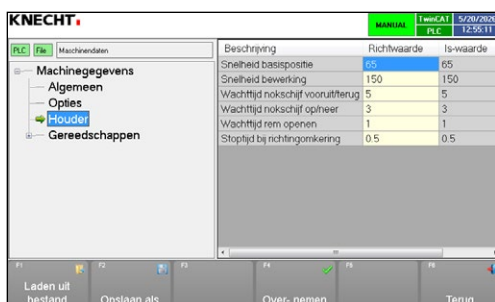 KNECHT
MANUAL
TwinCAT 5/20/2020
PLC 12:55:11
PLC File Maschinendaten
Machinegegevens
Algemeen
Opties
Houder
Gereedschappen
Beschrijving Richtwaarde Is-waarde
Snelheid basispositie 65 65
Snelheid bewerking 150 150
Wachttijd nokschijf vooruit/terug 5 5
Wachttijd nokschijf op/neer 3 3
Wachttijd rem openen 1 1
Stoptijd bij richtingomkering 0.5 0.5
F1 F2 F3 F4 F5 F6
Laden uit
bestand Opslaan als Over- nemen Terug